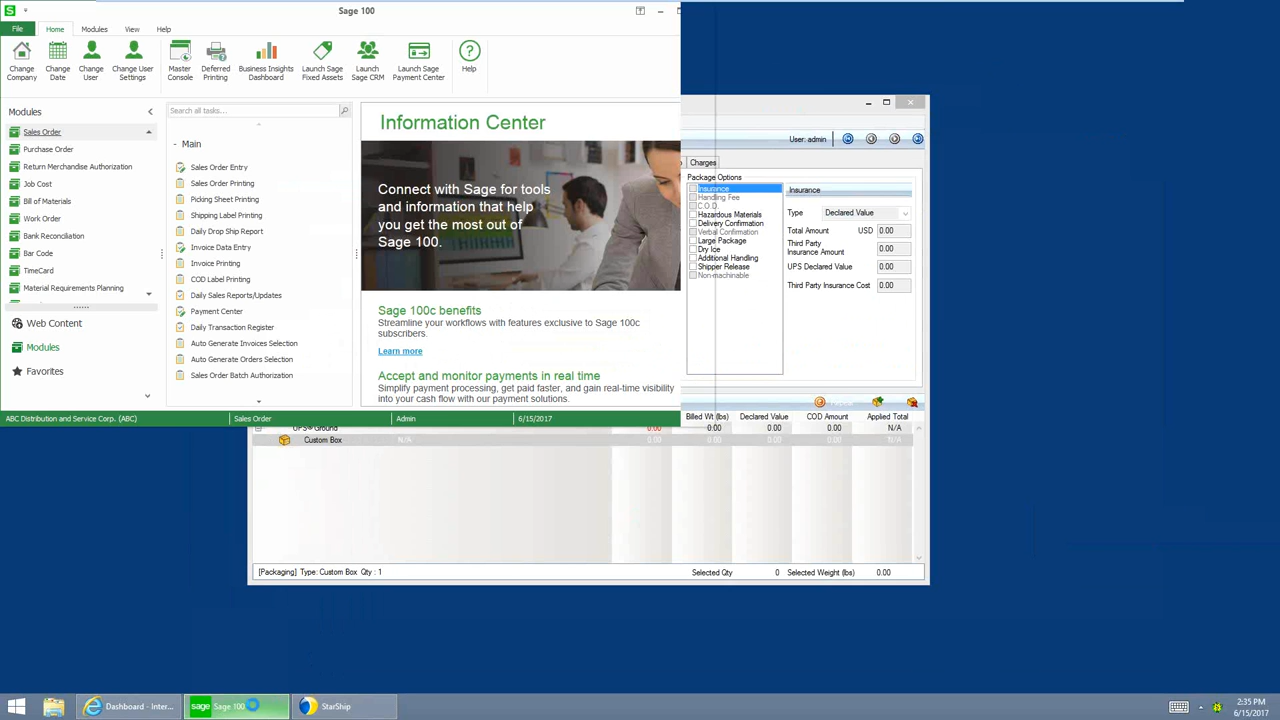 Sage 100
File
Home
Modules
View
Help
Change Company
Change Date
Change User
Change User Settings
Master Console
Deferred Printing
Business Insights Dashboard
Launch Sage Fixed Assets
Launch Sage CRM
Launch Sage Payment Center
Help
Modules
Sales Order
Purchase Order
Return Merchandise Authorization
Job Cost
Bill of Materials
Work Order
Bank Reconciliation
Bar Code
TimeCard
Material Requirements Planning
Web Content
Modules
Favorites
Search all tasks...
Main
Sales Order Entry
Sales Order Printing
Picking Sheet Printing
Shipping Label Printing
Daily Drop Ship Report
Invoice Data Entry
Invoice Printing
COD Label Printing
Daily Sales Reports/Updates
Payment Center
Daily Transaction Register
Auto Generate Invoices Selection
Auto Generate Orders Selection
Sales Order Batch Authorization
Information Center
Connect with Sage for tools
and information that help
you get the most out of
Sage 100.
Sage 100c benefits
Streamline your workflows with features exclusive to Sage 100c
subscribers.
Learn more
Accept and monitor payments in real time
Simplify payment processing, get paid faster, and gain real-time visibility
into your cash flow with our payment solutions.
ABC Distribution and Service Corp. (ABC)
Sales Order
Admin
6/15/2017
User: admin
Charges
Package Options
Insurance
Handling Fee
C.O.D.
Hazardous Materials
Delivery Confirmation
Verbal Confirmation
Large Package
Dry Ice
Additional Handling
Shipper Release
Non-machinable
Insurance
Type Declared Value
Total Amount USD 0.00
Third Party
Insurance Amount 0.00
UPS Declared Value 0.00
Third Party Insurance Cost 0.00
Billed Wt (lbs) Declared Value COD Amount Applied Total
UPS® Ground 0.00 0.00 0.00 0.00 N/A
Custom Box N/A 0.00 0.00 0.00 0.00 N/A
[Packaging] Type: Custom Box Qty : 1
Selected Qty 0 Selected Weight (lbs) 0.00
Dashboard - Inter...
sage Sage 100
StarShip
2:35 PM
6/15/2017